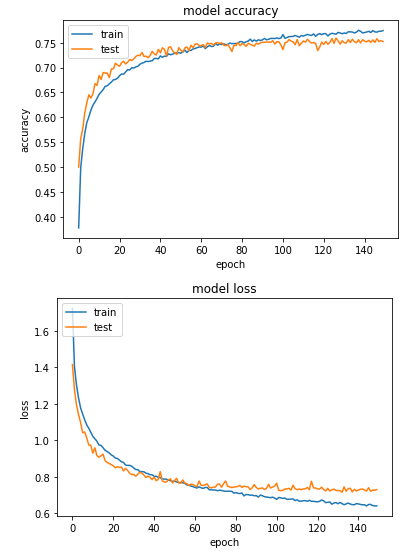 model accuracy
train
test
0.75
0.70
0.65
0.60
0.55
0.50
0.45
0.40
accuracy
0 20 40 60 80 100 120 140
epoch
model loss
train
test
1.6
1.4
1.2
1.0
0.8
0.6
loss
0 20 40 60 80 100 120 140
epoch